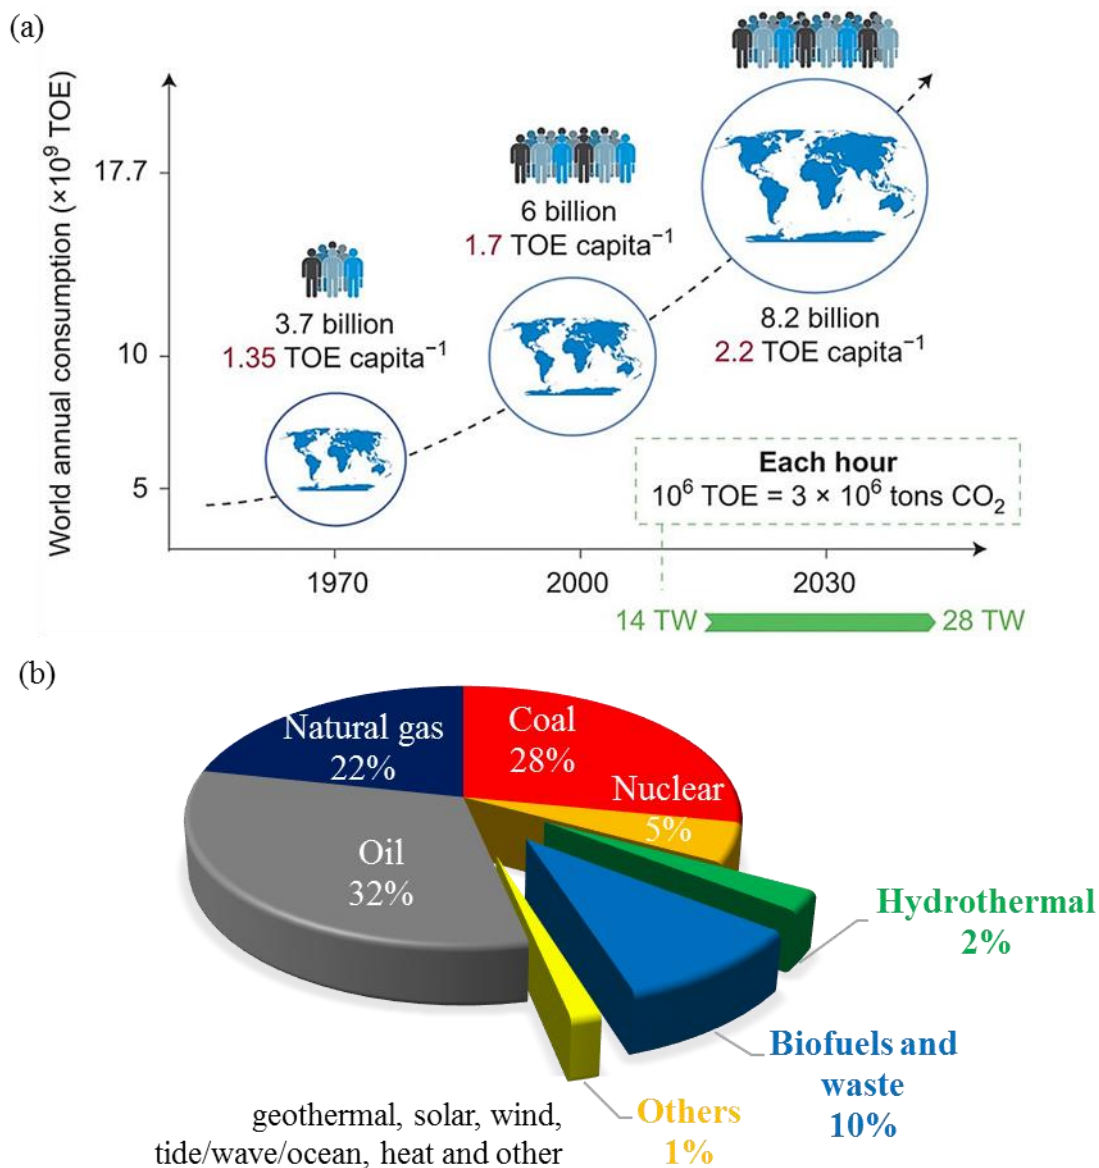 (a)
World annual consumption (×10⁹ TOE)
17.7
10
5
3.7 billion
1.35 TOE capita⁻¹
6 billion
1.7 TOE capita⁻¹
8.2 billion
2.2 TOE capita⁻¹
Each hour
10⁶ TOE = 3 × 10⁶ tons CO₂
1970
2000
2030
14 TW
28 TW
(b)
Natural gas
22%
Coal
28%
Nuclear
5%
Oil
32%
Hydrothermal
2%
Biofuels and
waste
10%
Others
1%
geothermal, solar, wind,
tide/wave/ocean, heat and other